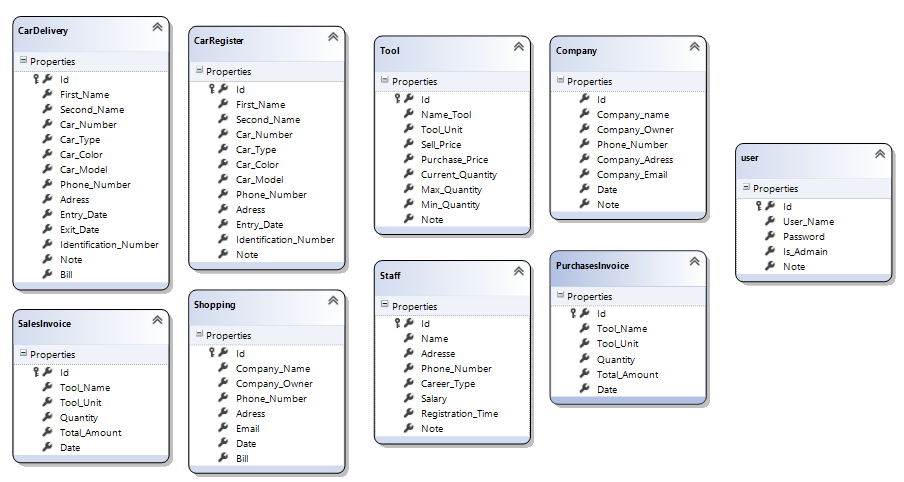 CarDelivery
Properties
Id
First_Name
Second_Name
Car_Number
Car_Type
Car_Color
Car_Model
Phone_Number
Adress
Entry_Date
Exit_Date
Identification_Number
Note
Bill
CarRegister
Properties
Id
First_Name
Second_Name
Car_Number
Car_Type
Car_Color
Car_Model
Phone_Number
Adress
Entry_Date
Identification_Number
Note
Tool
Properties
Id
Name_Tool
Tool_Unit
Sell_Price
Purchase_Price
Current_Quantity
Max_Quantity
Min_Quantity
Note
Company
Properties
Id
Company_name
Company_Owner
Phone_Number
Company_Adress
Company_Email
Date
Note
user
Properties
Id
User_Name
Password
Is_Admain
Note
SalesInvoice
Properties
Id
Tool_Name
Tool_Unit
Quantity
Total_Amount
Date
Shopping
Properties
Id
Company_Name
Company_Owner
Phone_Number
Adress
Email
Date
Bill
Staff
Properties
Id
Name
Adresse
Phone_Number
Career_Type
Salary
Registration_Time
Note
PurchasesInvoice
Properties
Id
Tool_Name
Tool_Unit
Quantity
Total_Amount
Date